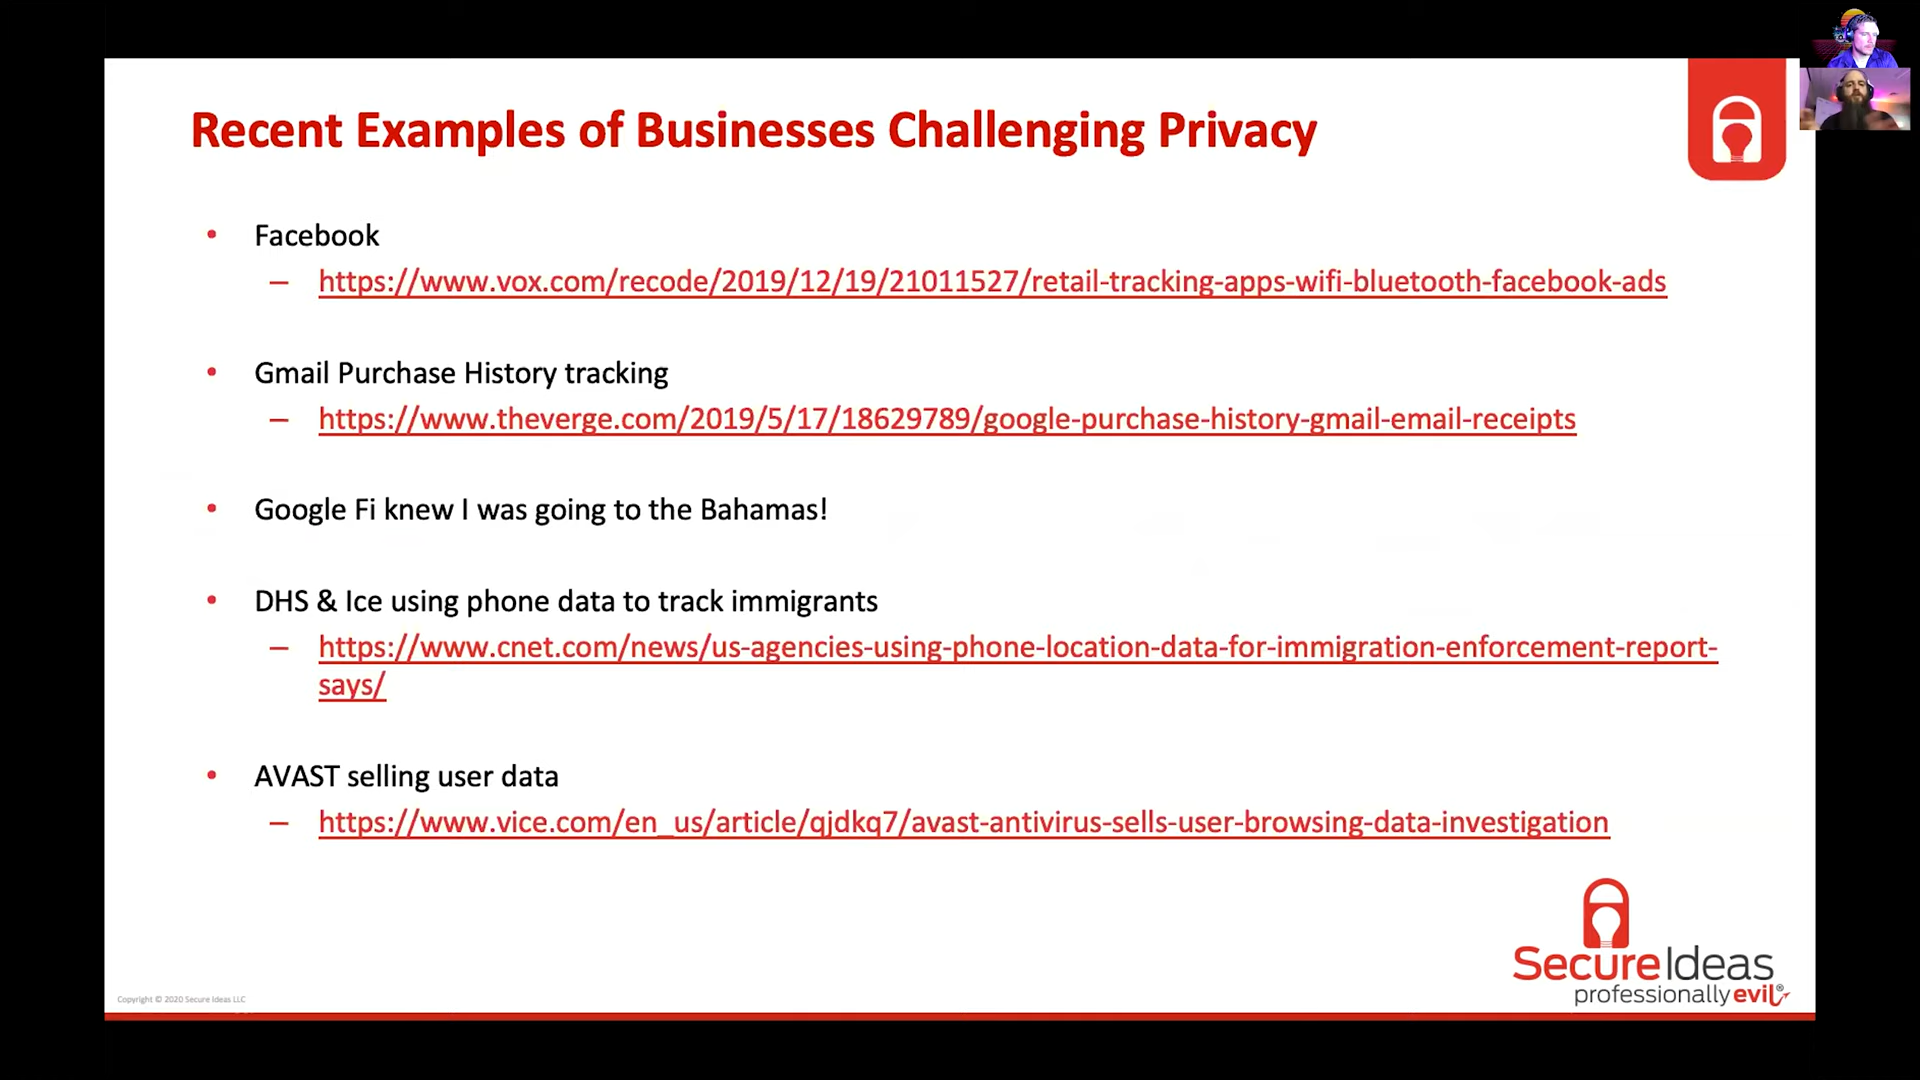 Recent Examples of Businesses Challenging Privacy
• Facebook
– https://www.vox.com/recode/2019/12/19/21011527/retail-tracking-apps-wifi-bluetooth-facebook-ads
• Gmail Purchase History tracking
– https://www.theverge.com/2019/5/17/18629789/google-purchase-history-gmail-email-receipts
• Google Fi knew I was going to the Bahamas!
• DHS & Ice using phone data to track immigrants
– https://www.cnet.com/news/us-agencies-using-phone-location-data-for-immigration-enforcement-report-
says/
• AVAST selling user data
– https://www.vice.com/en_us/article/qjdkq7/avast-antivirus-sells-user-browsing-data-investigation
SecureIdeas
professionally evil®
Copyright © 2020 Secure Ideas LLC